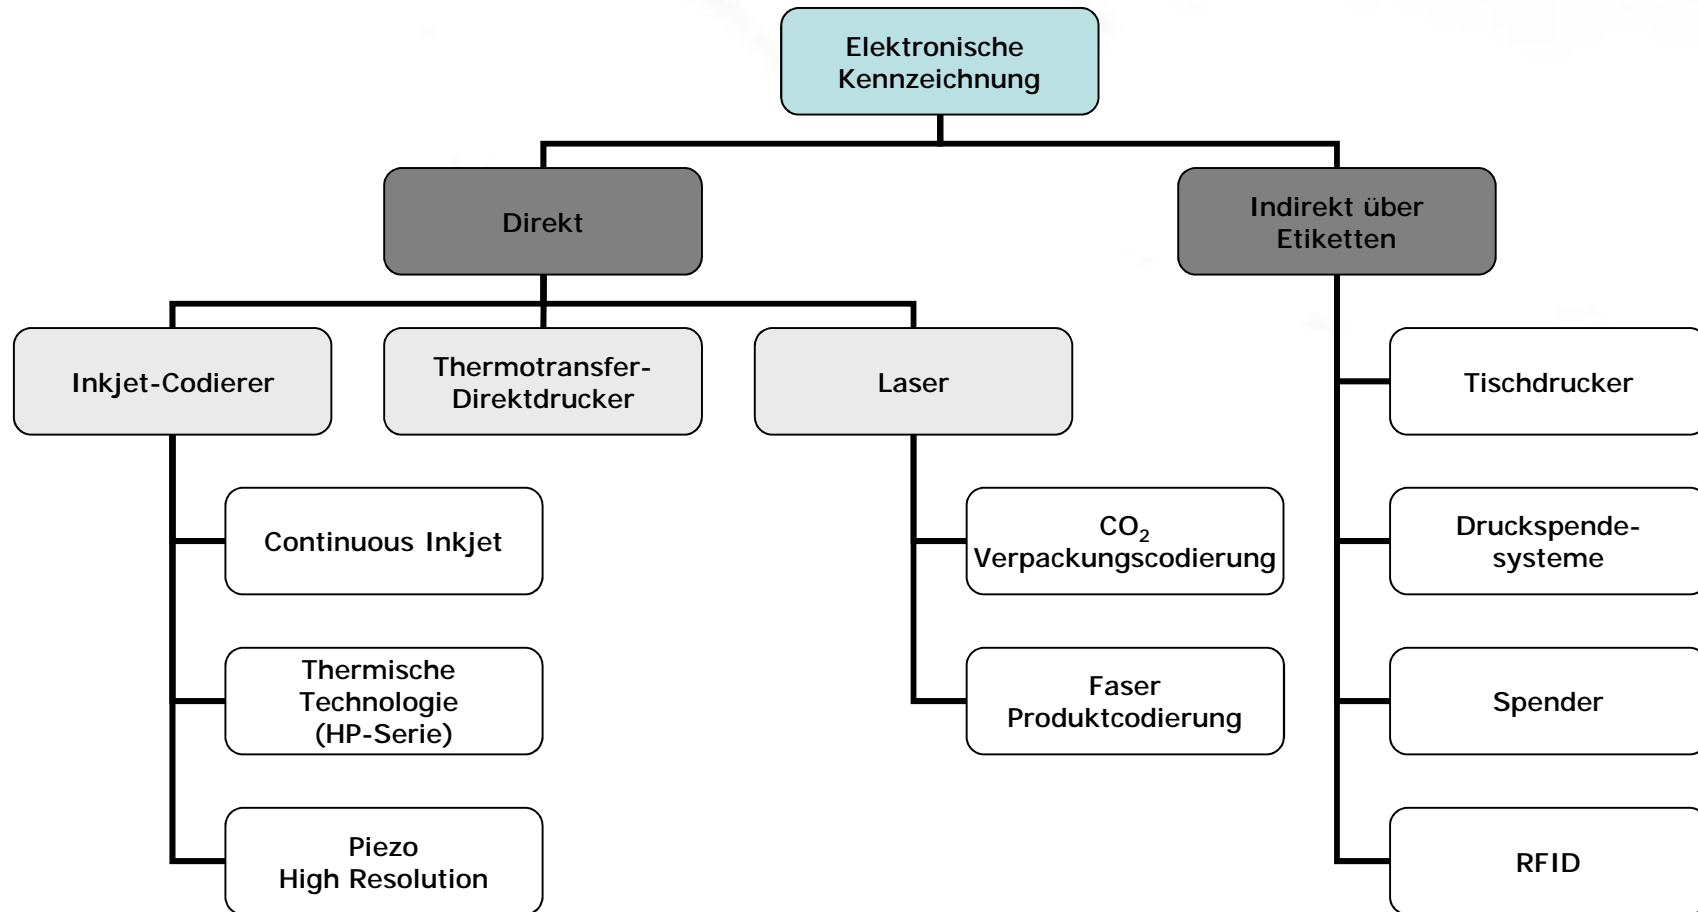 Elektronische
Kennzeichnung
Direkt
Indirekt über
Etiketten
Inkjet-Codierer
Thermotransfer-
Direktdrucker
Laser
Tischdrucker
Continuous Inkjet
CO₂
Verpackungscodierung
Druckspende-
systeme
Thermische
Technologie
(HP-Serie)
Faser
Produktcodierung
Spender
Piezo
High Resolution
RFID